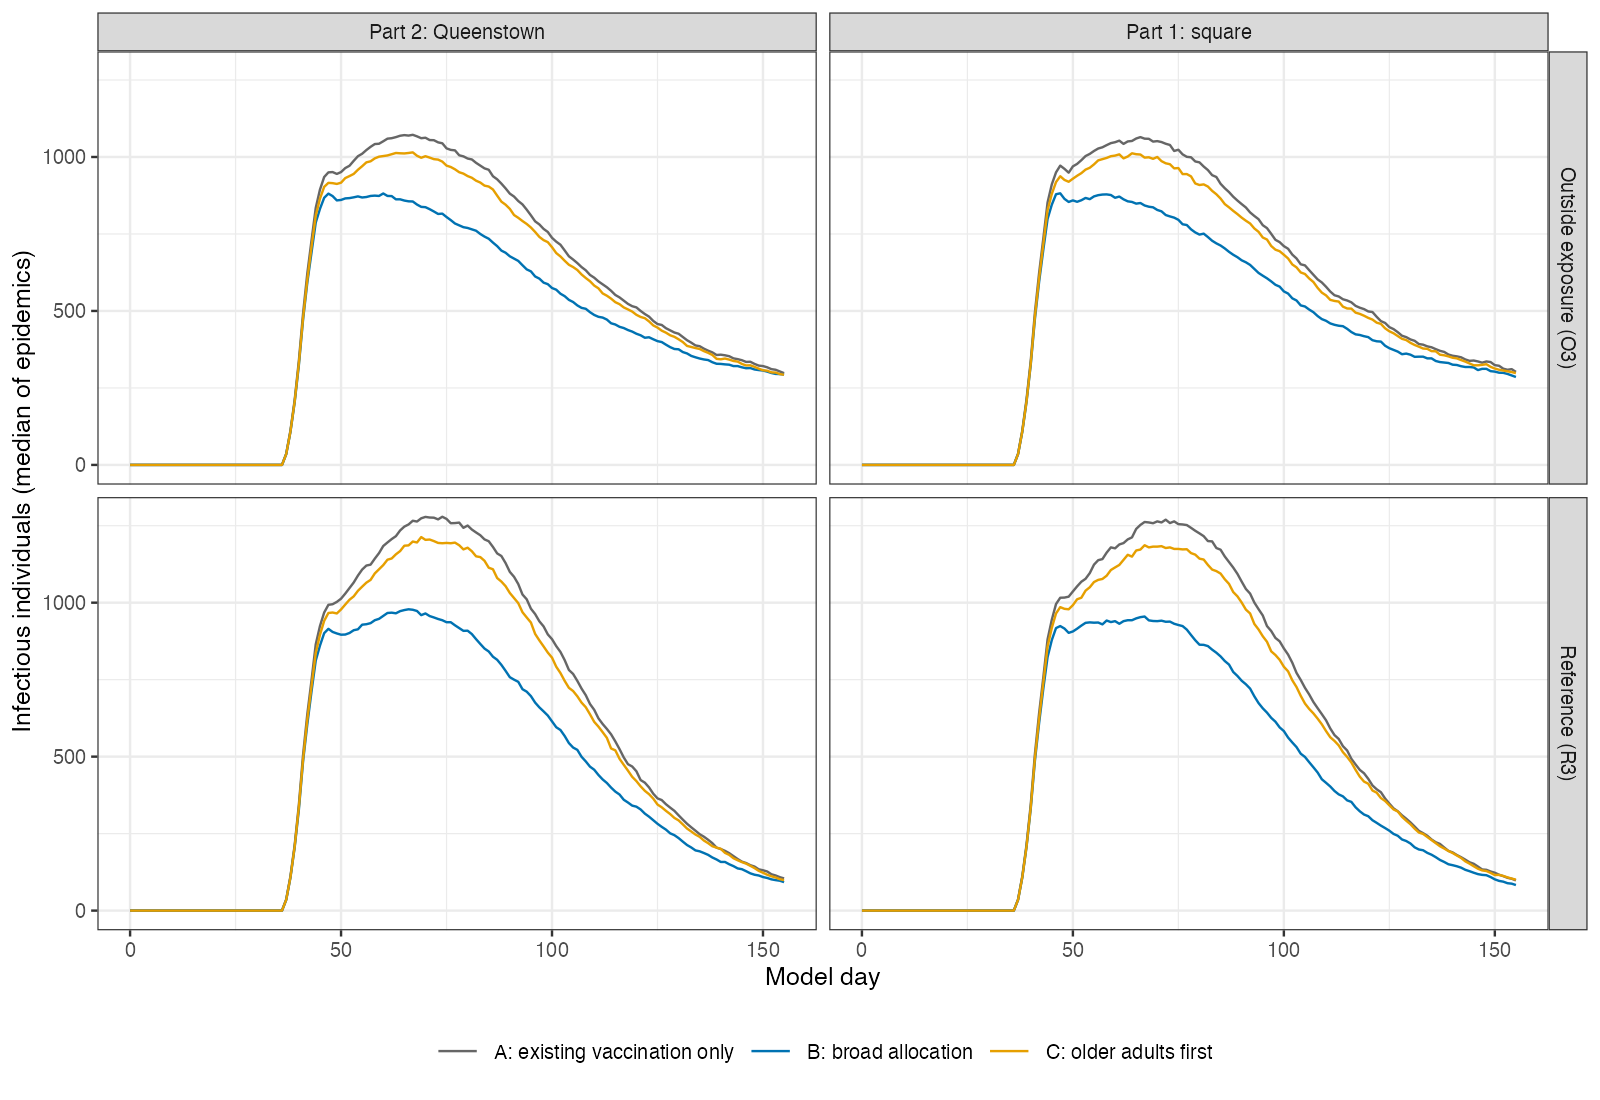 Part 2: Queenstown
Part 1: square
1000
500
0
Outside exposure (O3)
1000
500
0
Reference (R3)
Infectious individuals (median of epidemics)
0 50 100 150
0 50 100 150
Model day
A: existing vaccination only
B: broad allocation
C: older adults first